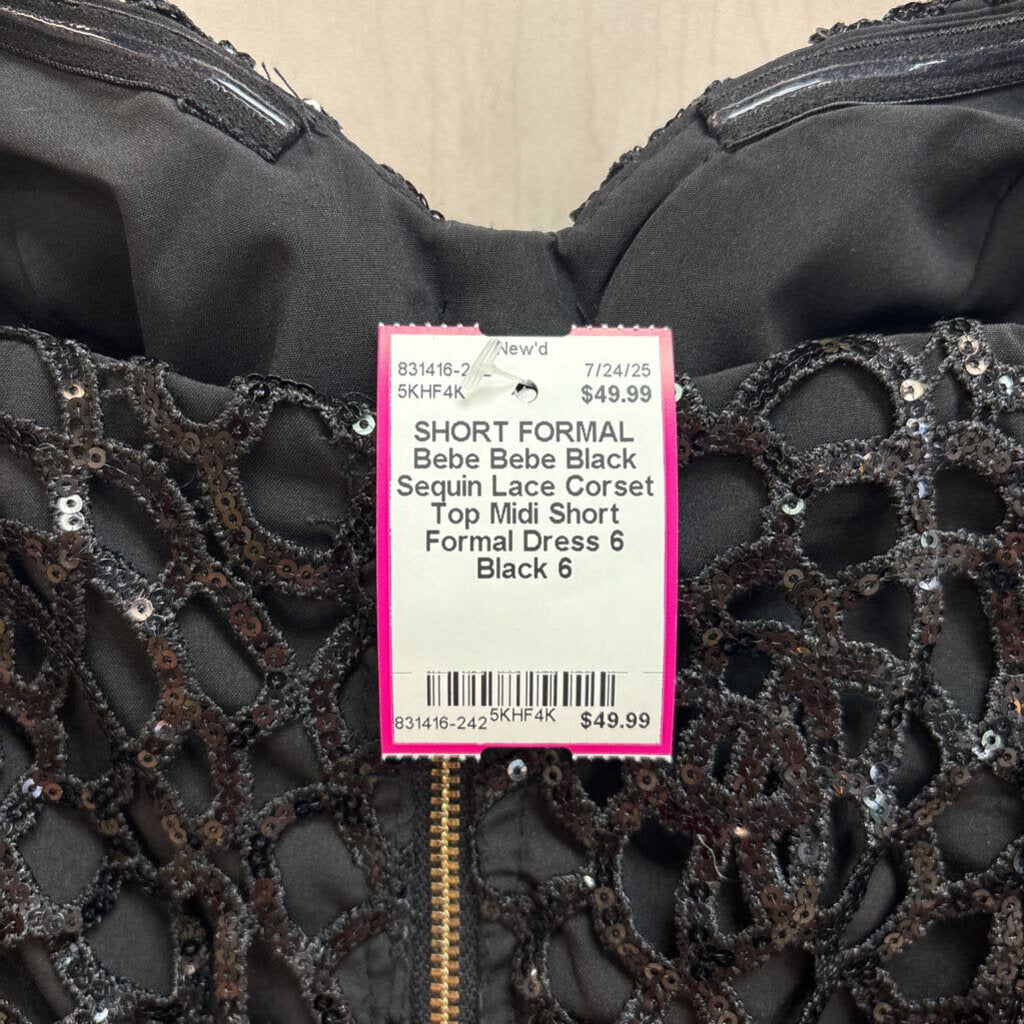 New'd
831416-2 7/24/25
5KHF4K $49.99
SHORT FORMAL
Bebe Bebe Black
Sequin Lace Corset
Top Midi Short
Formal Dress 6
Black 6
831416-242 5KHF4K $49.99